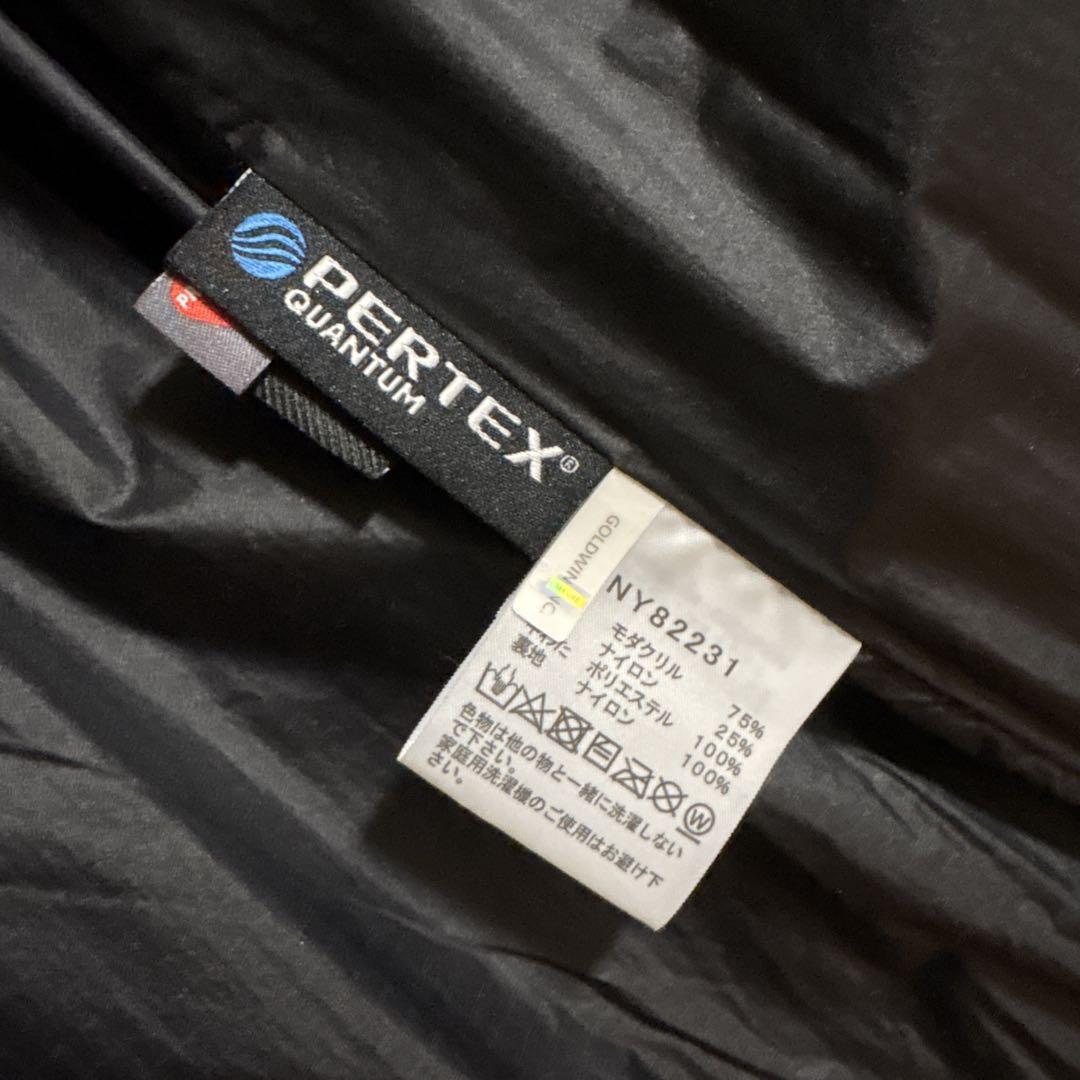 PERTEX®
QUANTUM
GOLDWIN
NY82231
モダクリル 75%
ナイロン 25%
ポリエステル 100%
裏地 ナイロン 100%
W
色物は他の物と一緒に洗濯しない
で下さい。
家庭用洗濯機のご使用はお避け下
さい。